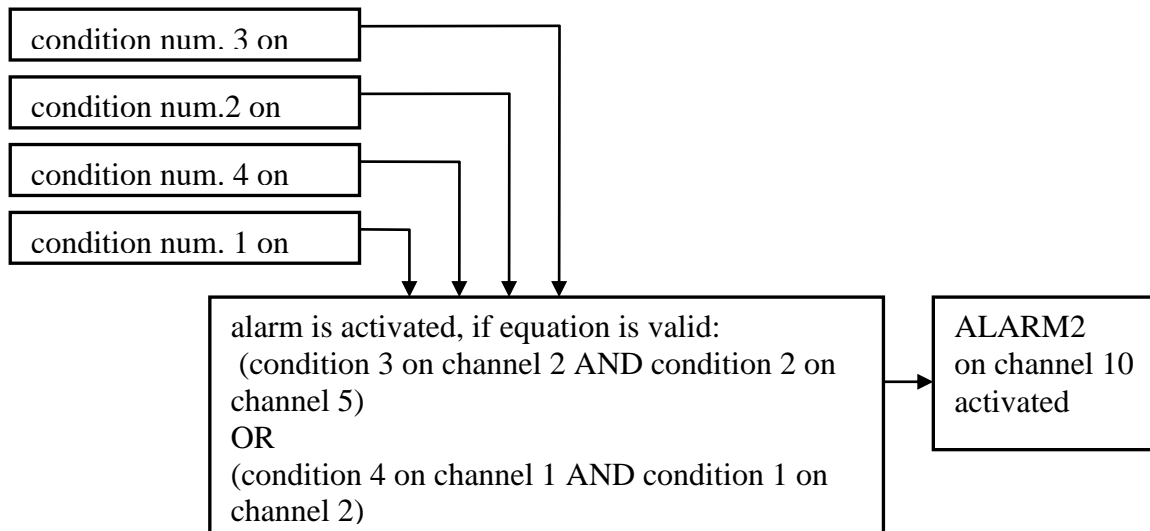 condition num. 3 on
condition num.2 on
condition num. 4 on
condition num. 1 on
alarm is activated, if equation is valid:
(condition 3 on channel 2 AND condition 2 on
channel 5)
OR
(condition 4 on channel 1 AND condition 1 on
channel 2)
ALARM2
on channel 10
activated